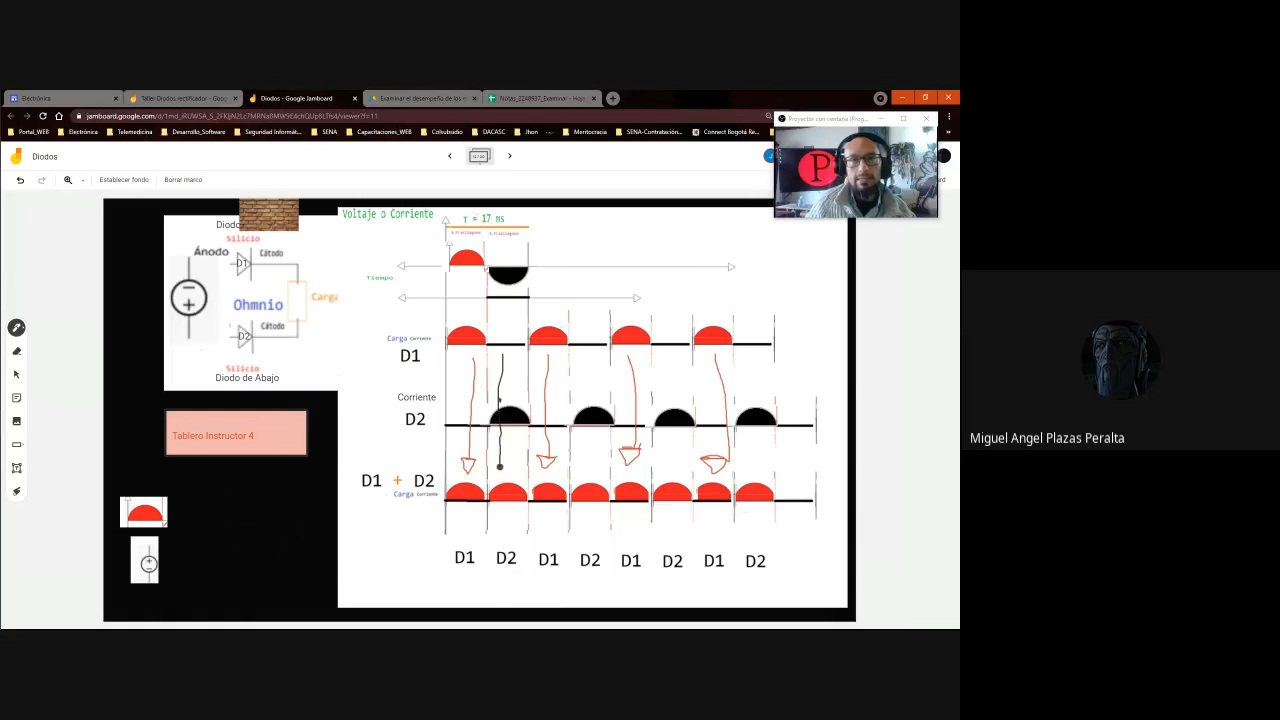 Electrónica
Taller Diodos rectificador - Goog
Diodos - Google Jamboard
Examinar el desempeño de los e
Notas_2248937_Examinar - Hoja
jamboard.google.com/d/1md_iRUWSA_S_2FKIjN2Lc7MRNa8MW9E4chQUp8LTfs4/viewer?f=11
Proyector con ventana (Prog
Portal_WEB
Electrónica
Telemedicina
Desarrollo_Software
Seguridad Informát...
SENA
Capacitaciones_WEB
Colsubsidio
DACASC
Jhon
Meritocracia
SENA-Contratación...
Connect Bogotá Re...
»
Diodos
Establecer fondo
Borrar marco
P
Diodo
Silicio
Ánodo
Cátodo
D1
Ohmnio
Carga
Cátodo
D2
Silicio
Diodo de Abajo
Tablero Instructor 4
Voltaje o Corriente
T = 17 ms
Tiempo
Carga Corriente
D1
Corriente
D2
D1 + D2
Carga Corriente
D1 D2 D1 D2 D1 D2 D1 D2
Miguel Angel Plazas Peralta